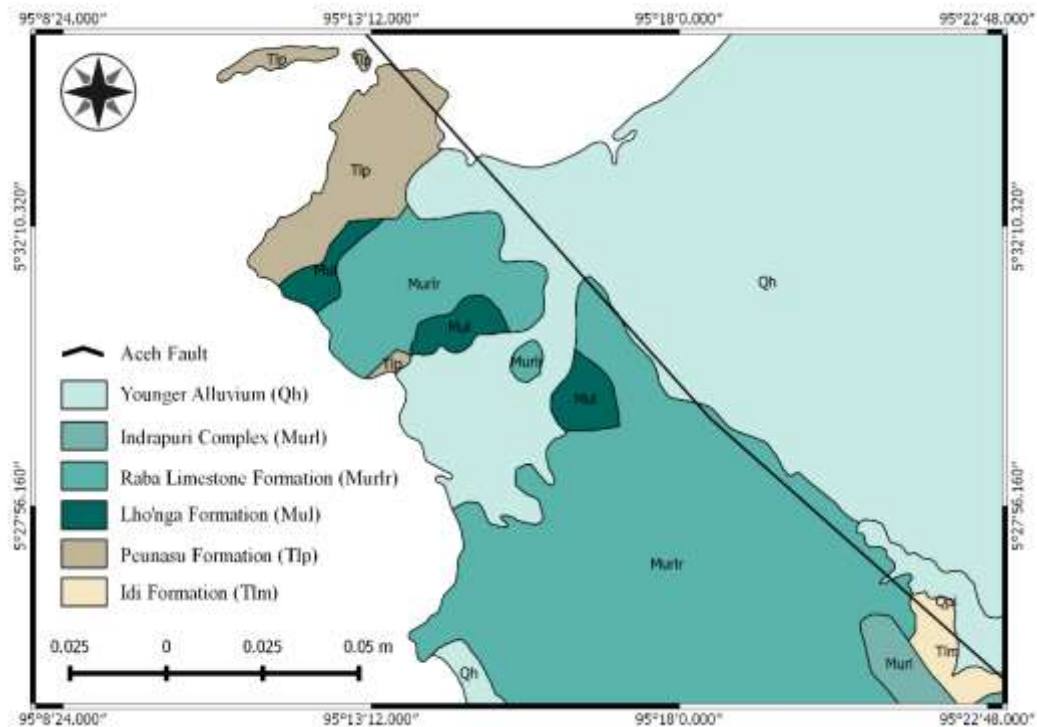 95°8'24.000"
95°13'12.000"
95°18'0.000"
95°22'48.000"
Tlp
Tlp
Tlp
5°32'10.320"
5°32'10.320"
Mul
Murlr
Qh
Mul
Tlp
Murlr
Mul
Aceh Fault
Younger Alluvium (Qh)
Indrapuri Complex (Murl)
Raba Limestone Formation (Murlr)
Lho'nga Formation (Mul)
Peunasu Formation (Tlp)
Idi Formation (Tlm)
5°27'56.160"
5°27'56.160"
Murlr
Tlm
Murl
Qh
0.025
0
0.025
0.05 m
95°8'24.000"
95°13'12.000"
95°18'0.000"
95°22'48.000"